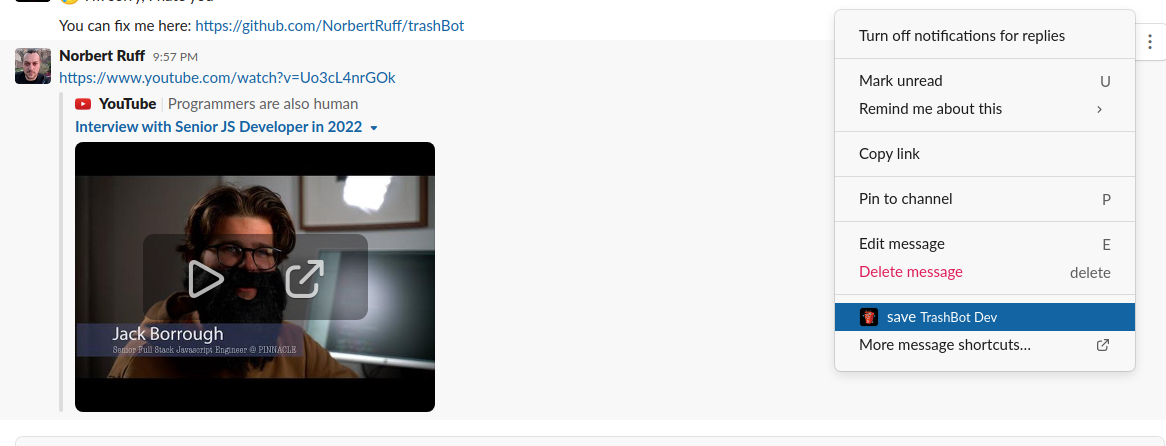 You can fix me here: https://github.com/NorbertRuff/trashBot
Norbert Ruff 9:57 PM
https://www.youtube.com/watch?v=Uo3cL4nrGOk
YouTube | Programmers are also human
Interview with Senior JS Developer in 2022
Jack Borrough
Senior Full Stack Javascript Engineer @ PINNACLE
Turn off notifications for replies
Mark unread U
Remind me about this
Copy link
Pin to channel P
Edit message E
Delete message delete
save TrashBot Dev
More message shortcuts...